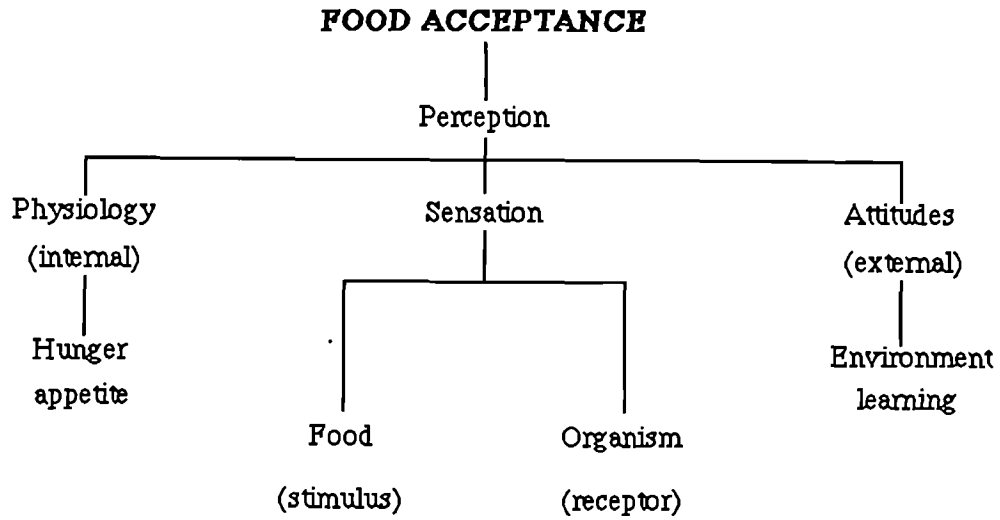 FOOD ACCEPTANCE
Perception
Physiology
(internal)
Sensation
Attitudes
(external)
Hunger
appetite
Environment
learning
Food
(stimulus)
Organism
(receptor)